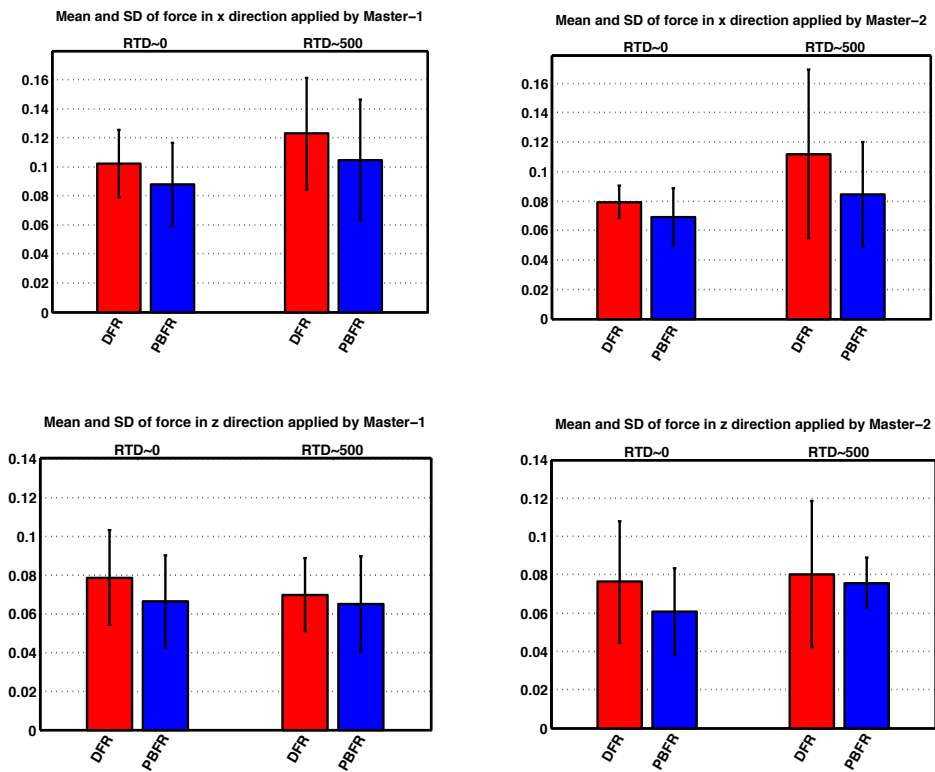 Mean and SD of force in x direction applied by Master−1
RTD~0 RTD~500
0.16
0.14
0.12
0.1
0.08
0.06
0.04
0.02
0
DFR PBFR DFR PBFR
Mean and SD of force in x direction applied by Master−2
RTD~0 RTD~500
0.16
0.14
0.12
0.1
0.08
0.06
0.04
0.02
0
DFR PBFR DFR PBFR
Mean and SD of force in z direction applied by Master−1
RTD~0 RTD~500
0.14
0.12
0.1
0.08
0.06
0.04
0.02
0
DFR PBFR DFR PBFR
Mean and SD of force in z direction applied by Master−2
RTD~0 RTD~500
0.14
0.12
0.1
0.08
0.06
0.04
0.02
0
DFR PBFR DFR PBFR